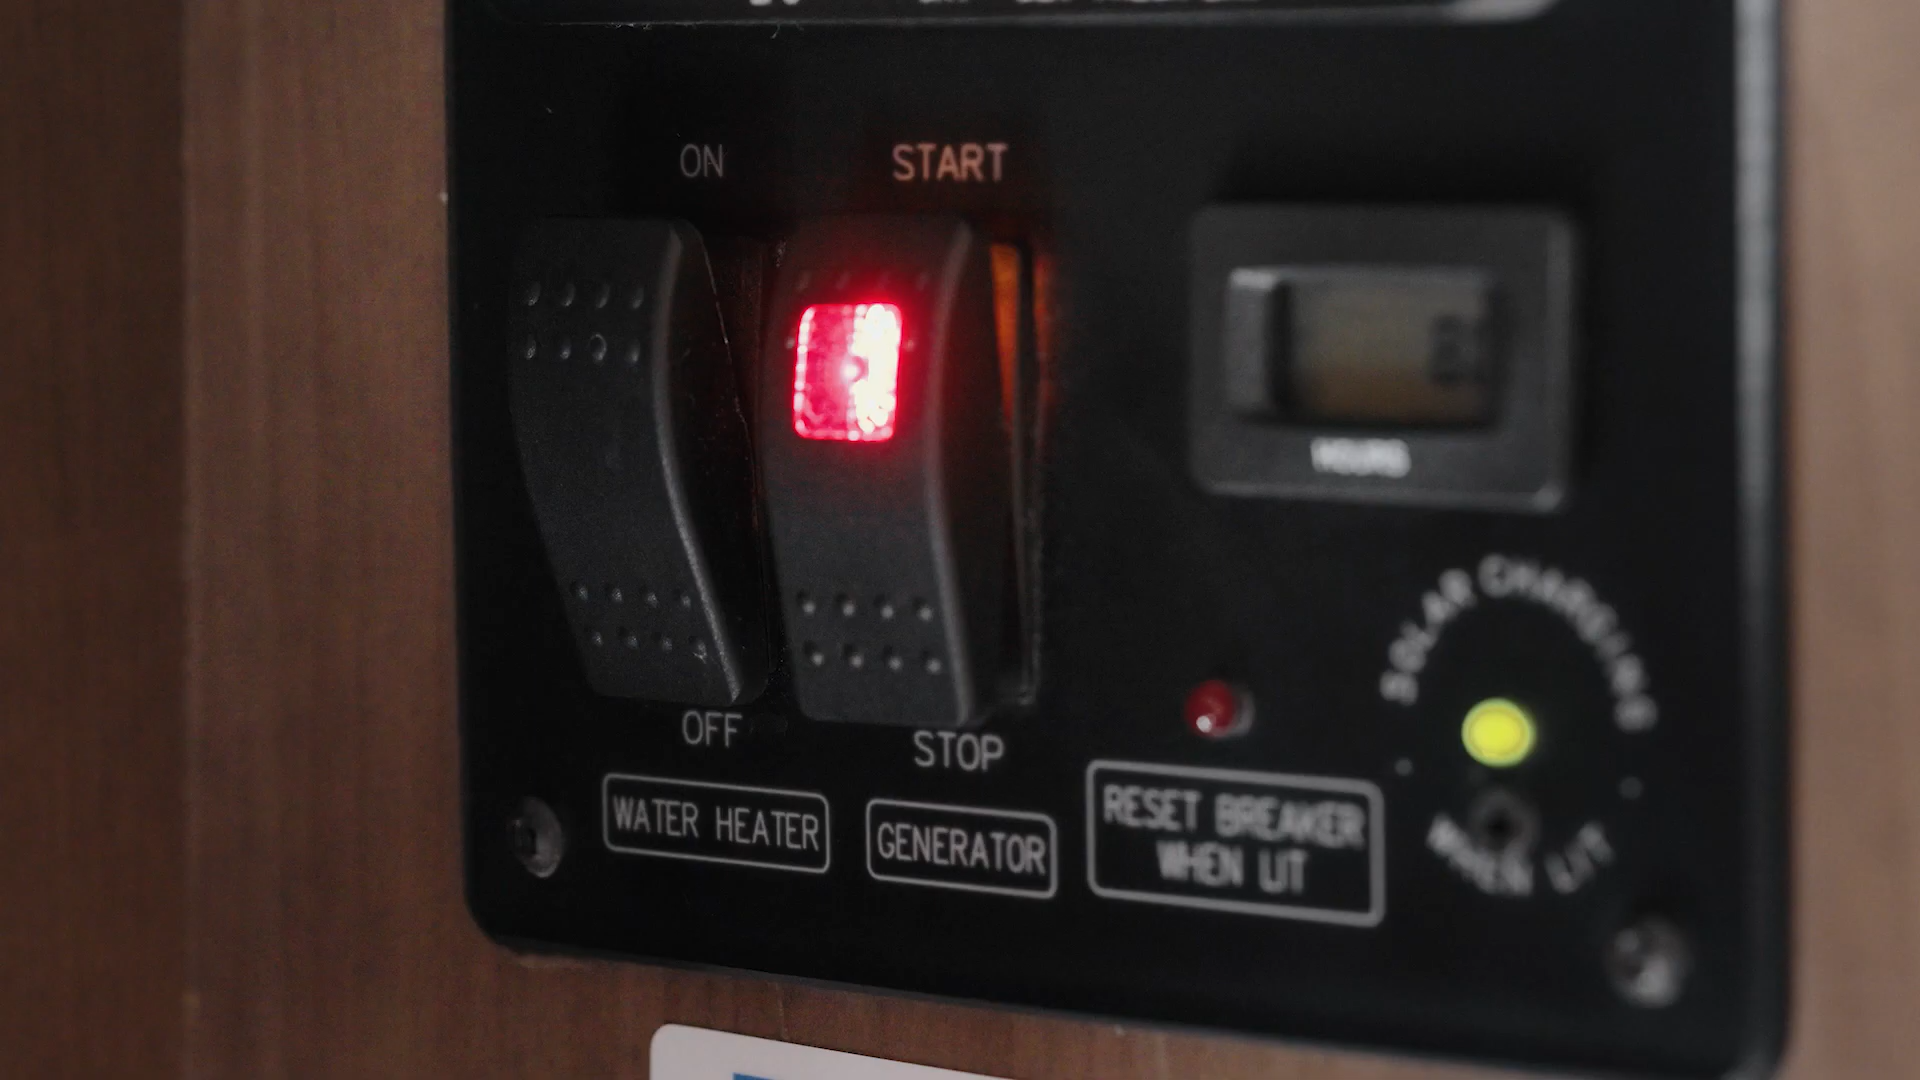 ON
START
HOURS
OFF
STOP
WATER HEATER
GENERATOR
RESET BREAKER
WHEN LIT
SOLAR CHARGING
WHEN LIT